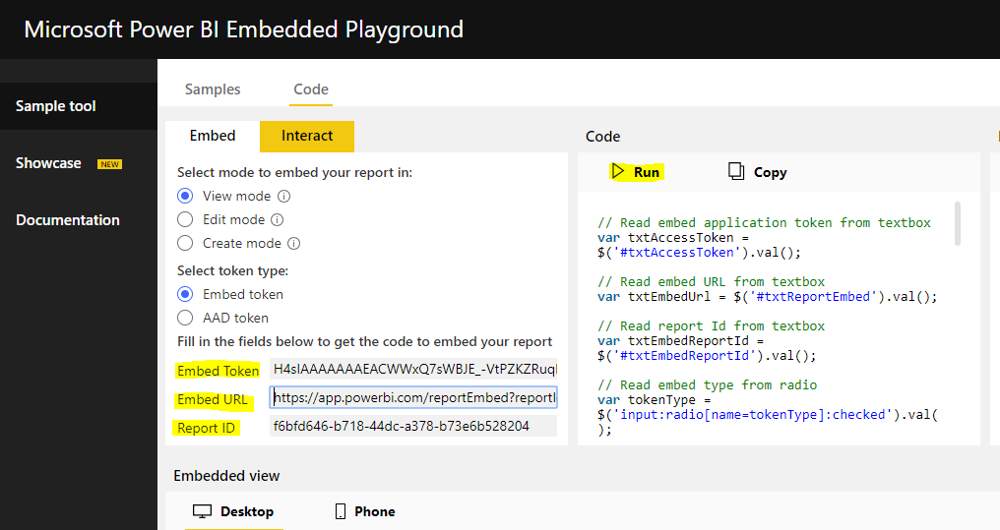 Microsoft Power BI Embedded Playground
Sample tool
Showcase NEW
Documentation
Samples Code
Embed Interact
Select mode to embed your report in:
View mode
Edit mode
Create mode
Select token type:
Embed token
AAD token
Fill in the fields below to get the code to embed your report
Embed Token H4sIAAAAAAAEACWWxQ7sWBJE_-VtPZKZRuq
Embed URL https://app.powerbi.com/reportEmbed?reportI
Report ID f6bfd646-b718-44dc-a378-b73e6b528204
Code
Run Copy
// Read embed application token from textbox
var txtAccessToken =
$('#txtAccessToken').val();
// Read embed URL from textbox
var txtEmbedUrl = $('#txtReportEmbed').val();
// Read report Id from textbox
var txtEmbedReportId =
$('#txtEmbedReportId').val();
// Read embed type from radio
var tokenType =
$('input:radio[name=tokenType]:checked').val(
);
Embedded view
Desktop Phone